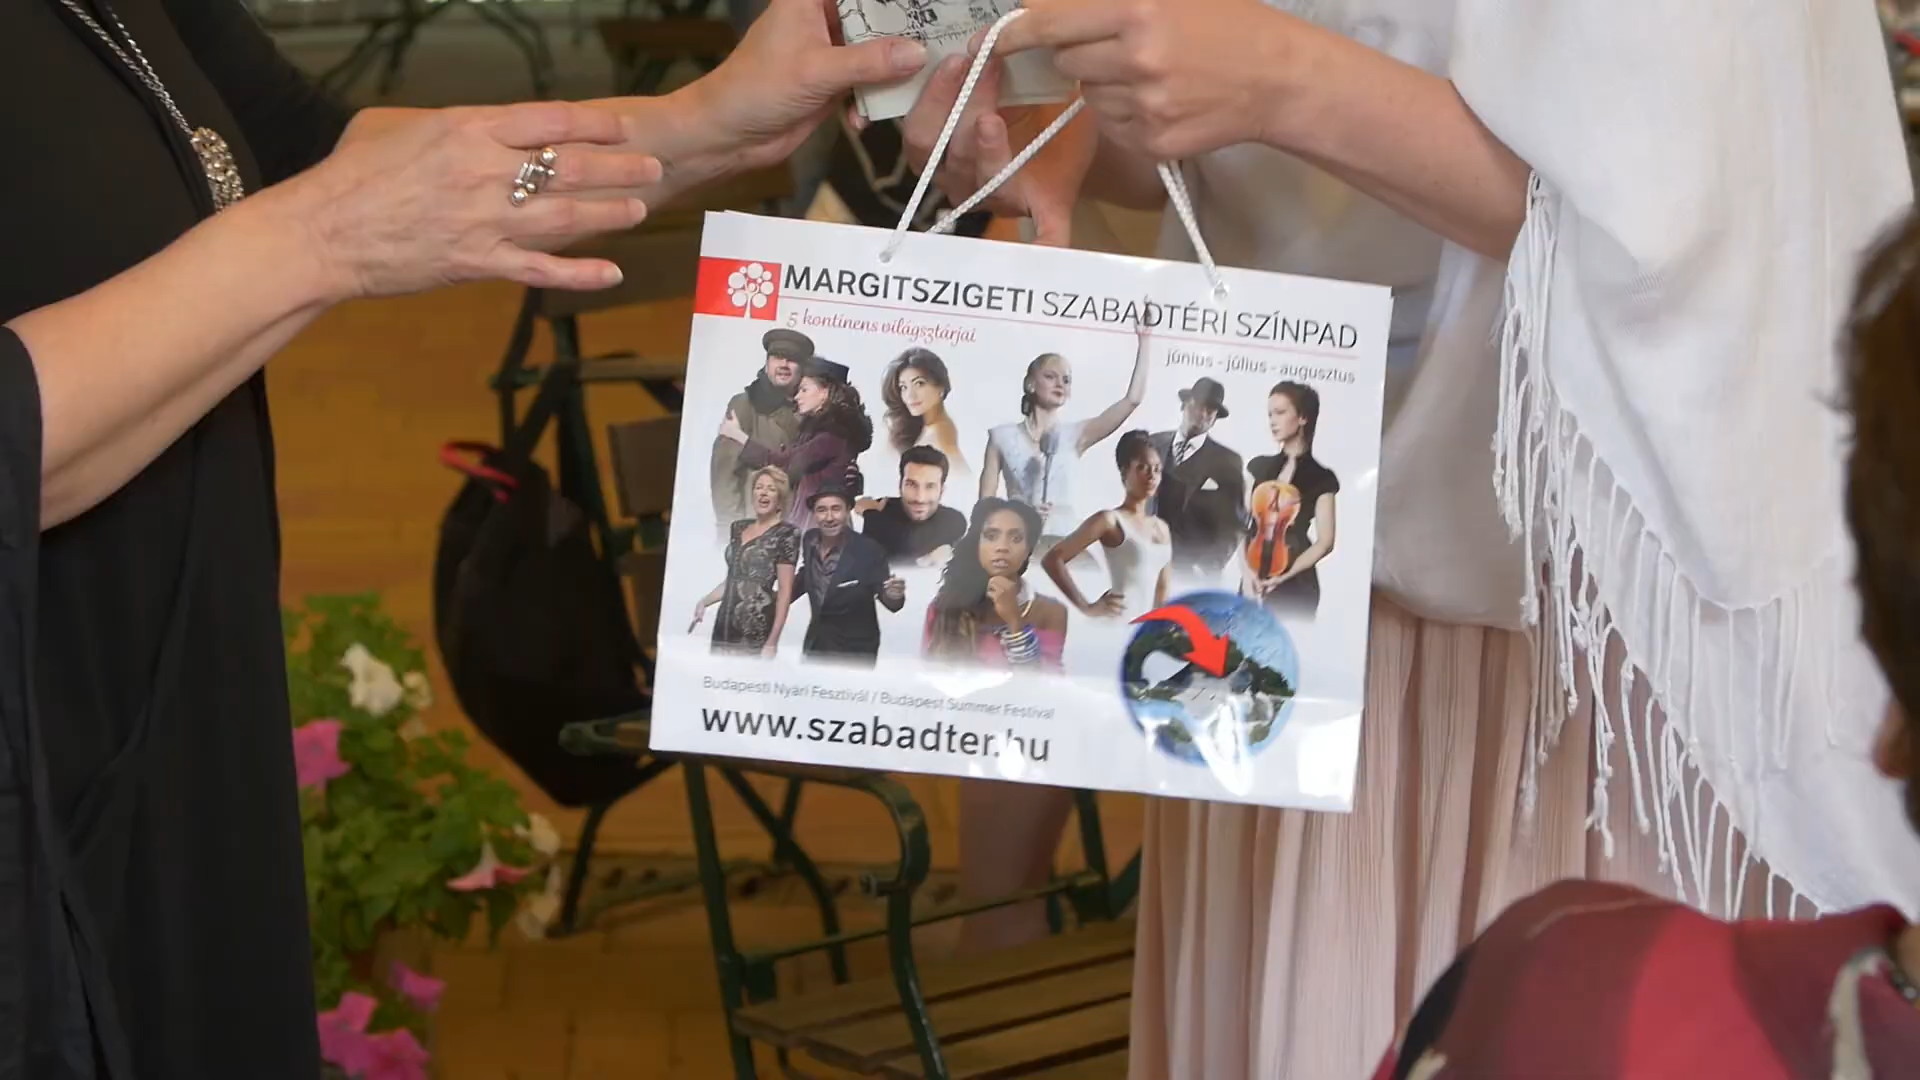 MARGITSZIGETI SZABADTÉRI SZÍNPAD
5 kontinens világsztárjai
június - július - augusztus
Budapesti Nyári Fesztivál / Budapest Summer Festival
www.szabadter.hu